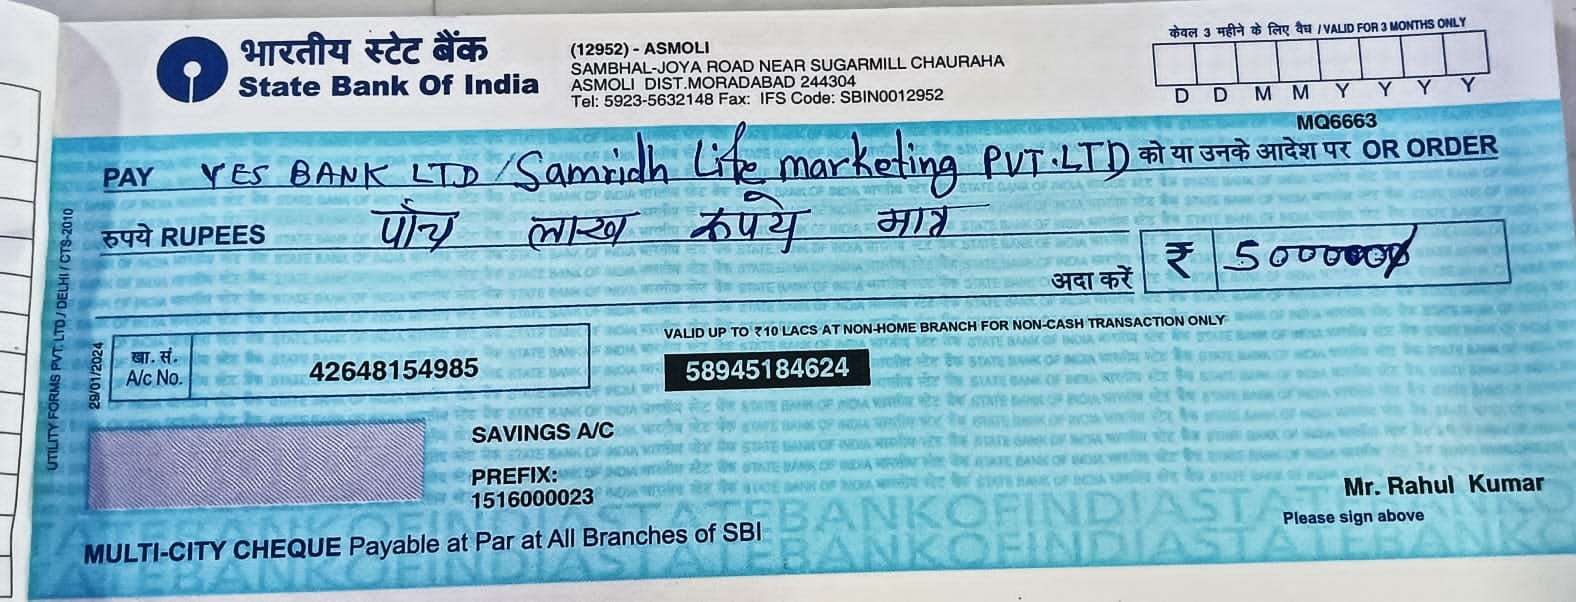 भारतीय स्टेट बैंक
State Bank Of India
(12952) - ASMOLI
SAMBHAL-JOYA ROAD NEAR SUGARMILL CHAURAHA
ASMOLI DIST.MORADABAD 244304
Tel: 5923-5632148 Fax: IFS Code: SBIN0012952
केवल 3 महीने के लिए वैध / VALID FOR 3 MONTHS ONLY
D D M M Y Y Y Y
MQ6663
PAY YES BANK LTD/Samridh Life marketing PVT.LTD को या उनके आदेश पर OR ORDER
रुपये RUPEES पाँच लाख रूपये मात्र
अदा करें ₹
UTILITY FORMS PVT. LTD./ DELHI / CTS-2010
29/01/2024
खा. सं.
A/c No. 42648154985
VALID UP TO ₹10 LACS AT NON-HOME BRANCH FOR NON-CASH TRANSACTION ONLY
58945184624
SAVINGS A/C
PREFIX:
1516000023
Mr. Rahul Kumar
Please sign above
MULTI-CITY CHEQUE Payable at Par at All Branches of SBI